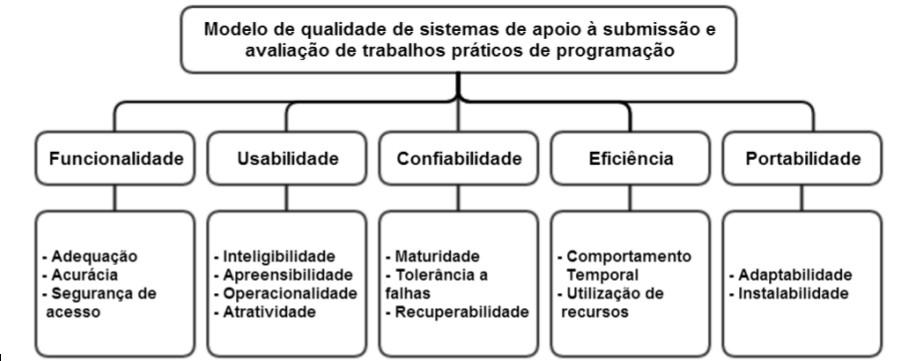 Modelo de qualidade de sistemas de apoio à submissão e
avaliação de trabalhos práticos de programação
Funcionalidade
Usabilidade
Confiabilidade
Eficiência
Portabilidade
- Adequação
- Acurácia
- Segurança de
acesso
- Inteligibilidade
- Apreensibilidade
- Operacionalidade
- Atratividade
- Maturidade
- Tolerância a
falhas
- Recuperabilidade
- Comportamento
Temporal
- Utilização de
recursos
- Adaptabilidade
- Instalabilidade